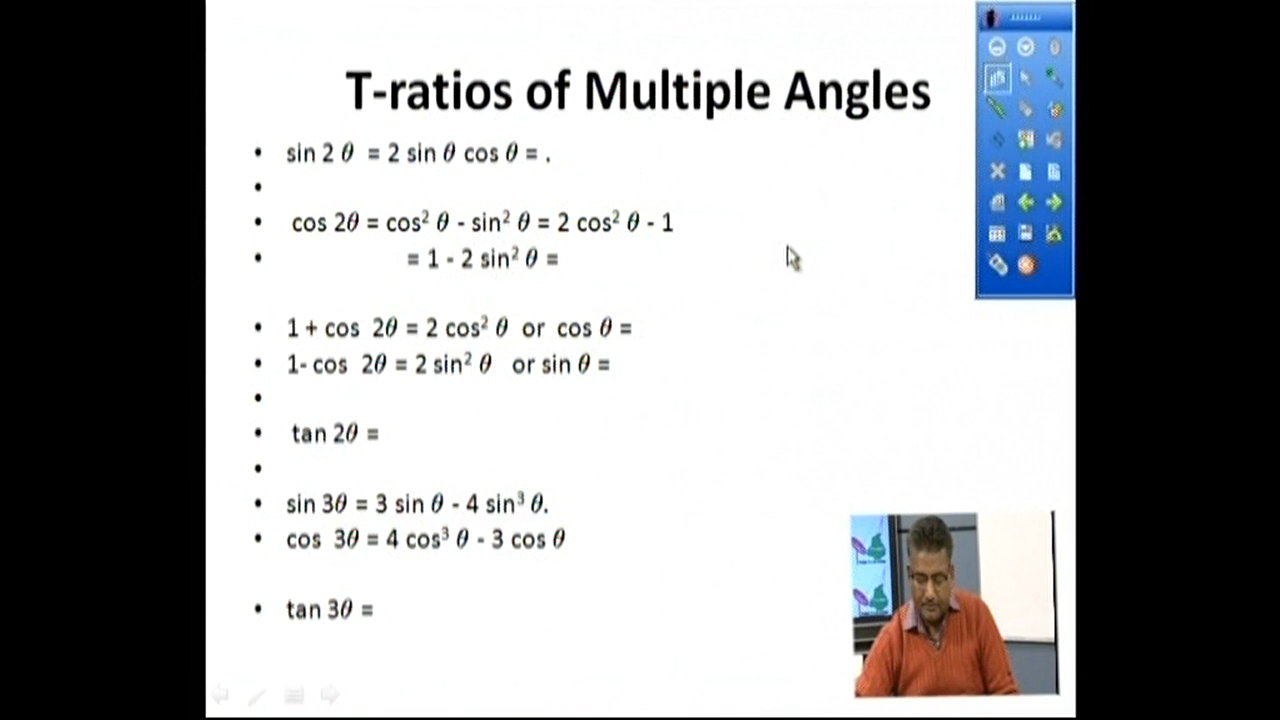 T-ratios of Multiple Angles
• sin 2 θ = 2 sin θ cos θ = .
•
• cos 2θ = cos² θ - sin² θ = 2 cos² θ - 1
• = 1 - 2 sin² θ =
• 1 + cos 2θ = 2 cos² θ or cos θ =
• 1- cos 2θ = 2 sin² θ or sin θ =
•
• tan 2θ =
•
• sin 3θ = 3 sin θ - 4 sin³ θ.
• cos 3θ = 4 cos³ θ - 3 cos θ
• tan 3θ =